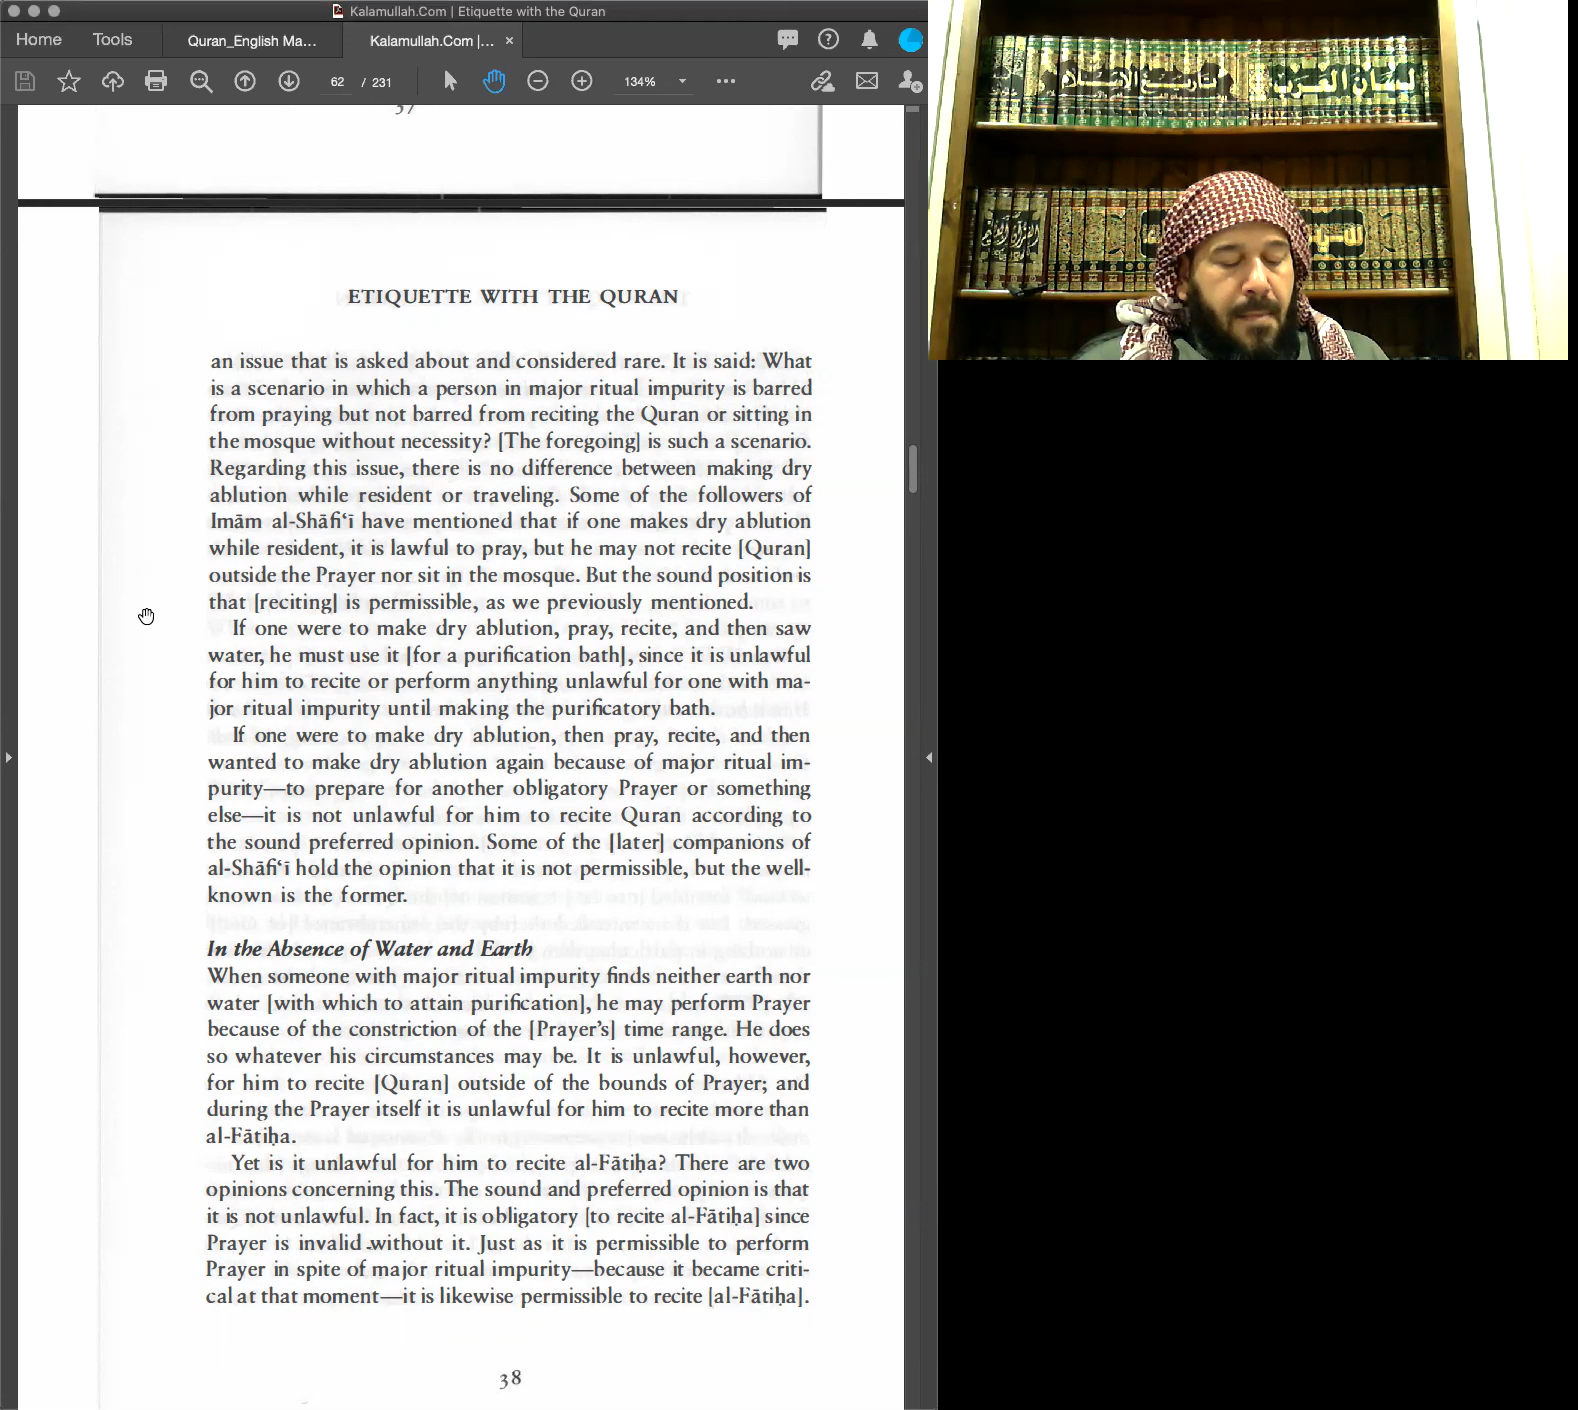 Kalamullah.Com | Etiquette with the Quran
Home
Tools
Quran_English Ma...
Kalamullah.Com |...
62 / 231
134%
37
ETIQUETTE WITH THE QURAN
an issue that is asked about and considered rare. It is said: What
is a scenario in which a person in major ritual impurity is barred
from praying but not barred from reciting the Quran or sitting in
the mosque without necessity? [The foregoing] is such a scenario.
Regarding this issue, there is no difference between making dry
ablution while resident or traveling. Some of the followers of
Imām al-Shāfi‘ī have mentioned that if one makes dry ablution
while resident, it is lawful to pray, but he may not recite [Quran]
outside the Prayer nor sit in the mosque. But the sound position is
that [reciting] is permissible, as we previously mentioned.
If one were to make dry ablution, pray, recite, and then saw
water, he must use it [for a purification bath], since it is unlawful
for him to recite or perform anything unlawful for one with ma-
jor ritual impurity until making the purificatory bath.
If one were to make dry ablution, then pray, recite, and then
wanted to make dry ablution again because of major ritual im-
purity—to prepare for another obligatory Prayer or something
else—it is not unlawful for him to recite Quran according to
the sound preferred opinion. Some of the [later] companions of
al-Shāfi‘ī hold the opinion that it is not permissible, but the well-
known is the former.
In the Absence of Water and Earth
When someone with major ritual impurity finds neither earth nor
water [with which to attain purification], he may perform Prayer
because of the constriction of the [Prayer’s] time range. He does
so whatever his circumstances may be. It is unlawful, however,
for him to recite [Quran] outside of the bounds of Prayer; and
during the Prayer itself it is unlawful for him to recite more than
al-Fātiḥa.
Yet is it unlawful for him to recite al-Fātiḥa? There are two
opinions concerning this. The sound and preferred opinion is that
it is not unlawful. In fact, it is obligatory [to recite al-Fātiḥa] since
Prayer is invalid without it. Just as it is permissible to perform
Prayer in spite of major ritual impurity—because it became criti-
cal at that moment—it is likewise permissible to recite [al-Fātiḥa].
38
لسان العرب
تاريخ الإسلام